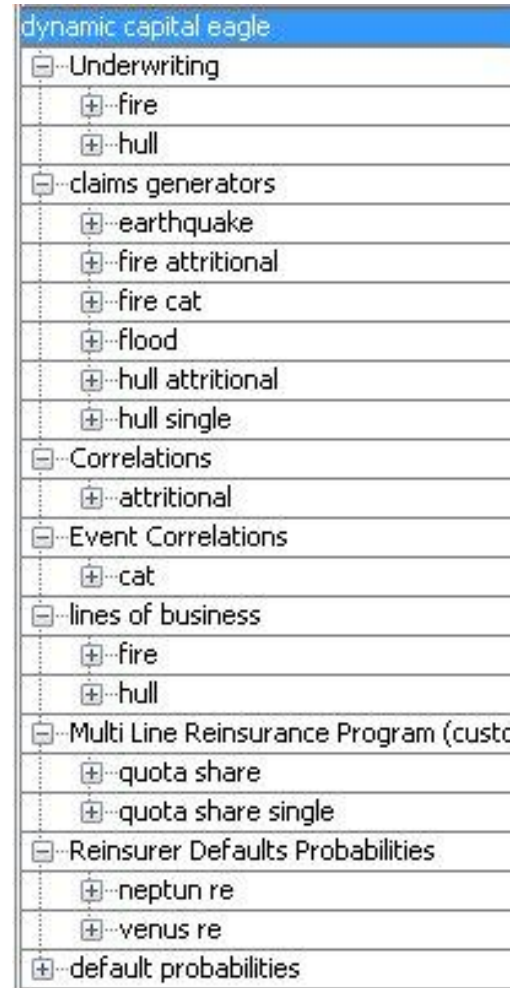 dynamic capital eagle
Underwriting
fire
hull
claims generators
earthquake
fire attritional
fire cat
flood
hull attritional
hull single
Correlations
attritional
Event Correlations
cat
lines of business
fire
hull
Multi Line Reinsurance Program (custo
quota share
quota share single
Reinsurer Defaults Probabilities
neptun re
venus re
default probabilities